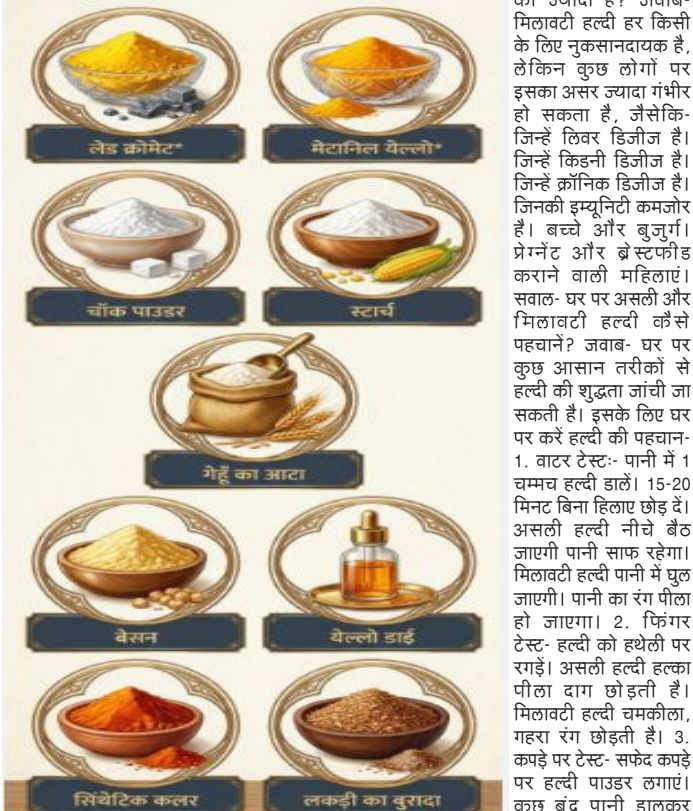 लेड क्रोमेट*
मेटानिल येल्लो*
चॉक पाउडर
स्टार्च
गेहूँ का आटा
बेसन
येल्लो डाई
सिंथेटिक कलर
लकड़ी का बुरादा
को ज्यादा है? जवाब-
मिलावटी हल्दी हर किसी
के लिए नुकसानदायक है,
लेकिन कुछ लोगों पर
इसका असर ज्यादा गंभीर
हो सकता है, जैसेकि-
जिन्हें लिवर डिजीज है।
जिन्हें किडनी डिजीज है।
जिन्हें क्रॉनिक डिजीज है।
जिनकी इम्यूनिटी कमजोर
है। बच्चे और बुजुर्ग।
प्रेग्नेंट और ब्रेस्टफीड
कराने वाली महिलाएं।
सवाल- घर पर असली और
मिलावटी हल्दी कैसे
पहचानें? जवाब- घर पर
कुछ आसान तरीकों से
हल्दी की शुद्धता जांची जा
सकती है। इसके लिए घर
पर करें हल्दी की पहचान-
1. वाटर टेस्टः- पानी में 1
चम्मच हल्दी डालें। 15-20
मिनट बिना हिलाए छोड़ दें।
असली हल्दी नीचे बैठ
जाएगी पानी साफ रहेगा।
मिलावटी हल्दी पानी में घुल
जाएगी। पानी का रंग पीला
हो जाएगा। 2. फिंगर
टेस्ट- हल्दी को हथेली पर
रगड़ें। असली हल्दी हल्का
पीला दाग छोड़ती है।
मिलावटी हल्दी चमकीला,
गहरा रंग छोड़ती है। 3.
कपड़े पर टेस्ट- सफेद कपड़े
पर हल्दी पाउडर लगाएं।
कुछ बूंद पानी डालकर